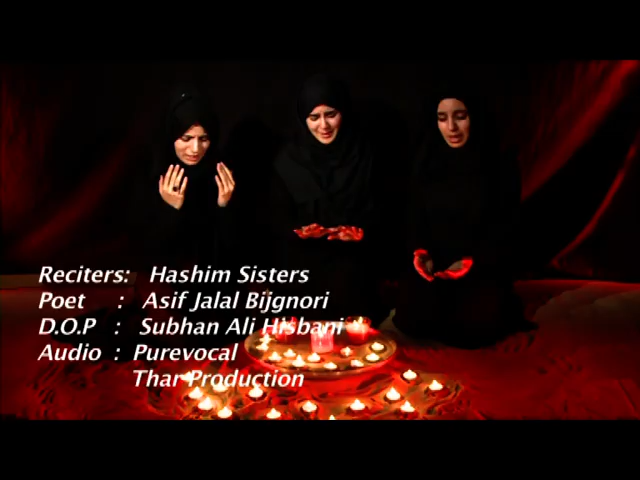 Reciters: Hashim Sisters
Poet : Asif Jalal Bijgnori
D.O.P : Subhan Ali Hisbani
Audio : Purevocal
Thar Production